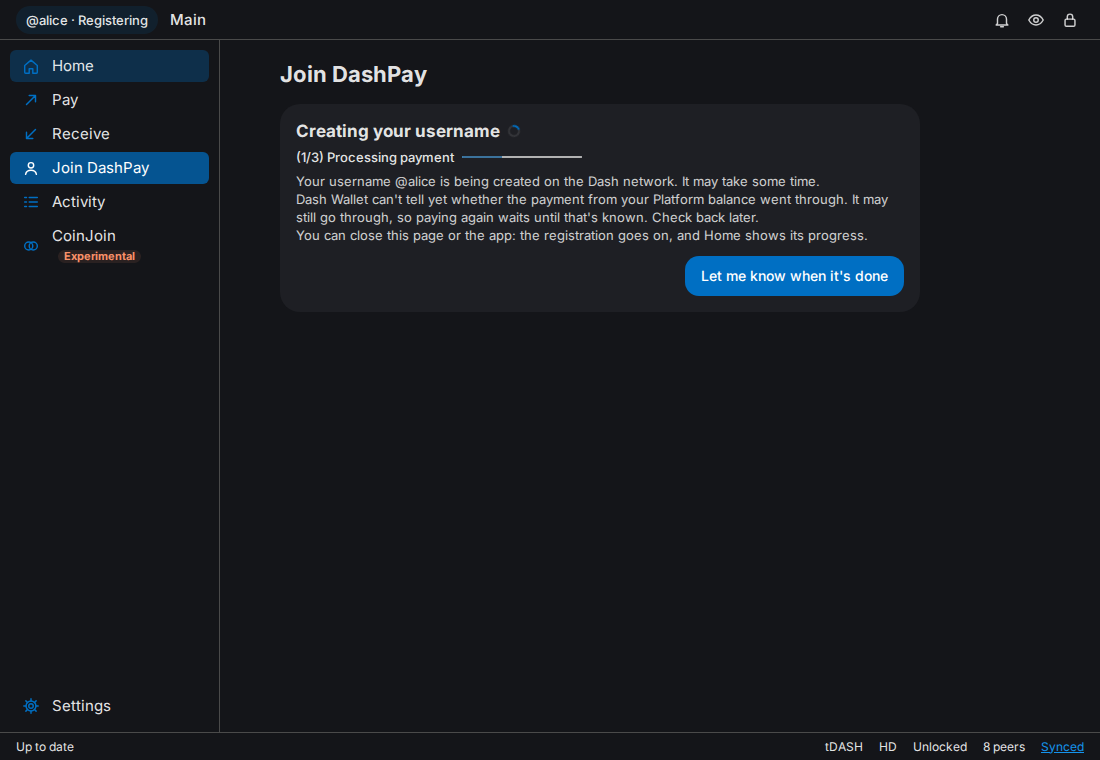 @alice · Registering Main
Home
Pay
Receive
Join DashPay
Activity
CoinJoin
Experimental
Settings
Join DashPay
Creating your username
(1/3) Processing payment
Your username @alice is being created on the Dash network. It may take some time.
Dash Wallet can't tell yet whether the payment from your Platform balance went through. It may
still go through, so paying again waits until that's known. Check back later.
You can close this page or the app: the registration goes on, and Home shows its progress.
Let me know when it's done
Up to date tDASH HD Unlocked 8 peers Synced